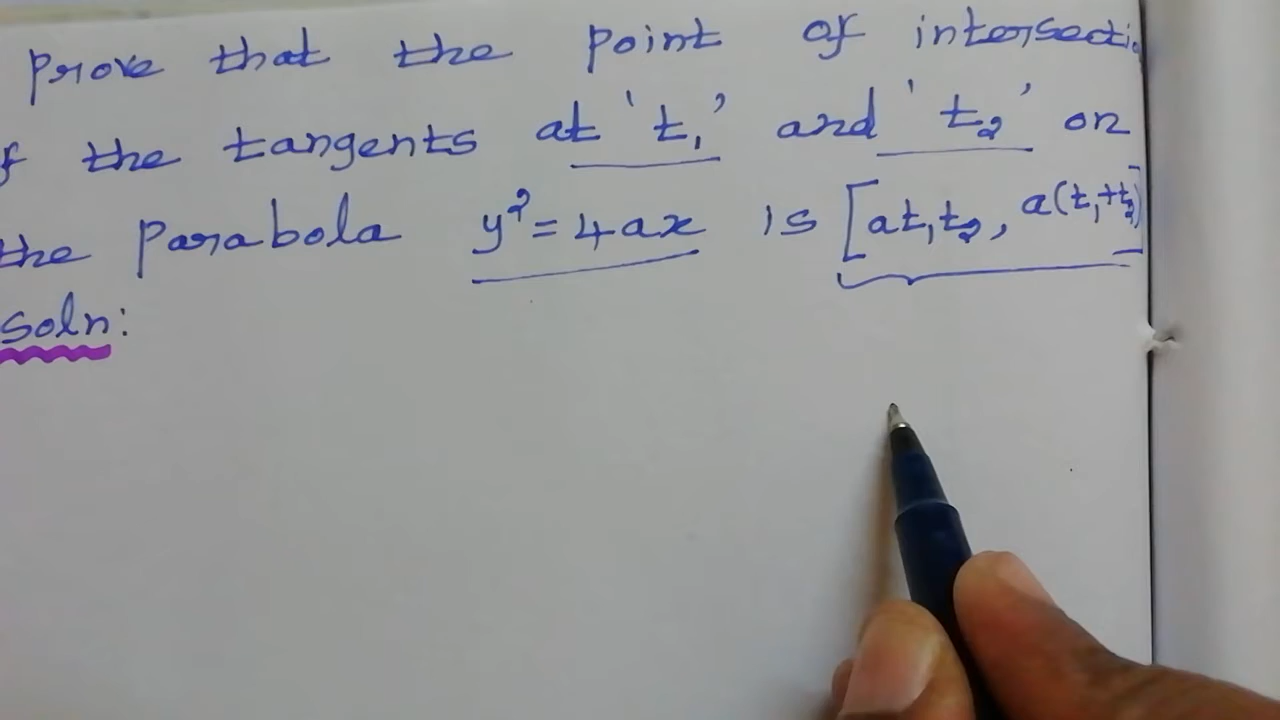 Prove that the point of intersecti
f the tangents at 't₁' and 't₂' on
the parabola y² = 4ax is [at₁t₂, a(t₁+t₂]
Soln: